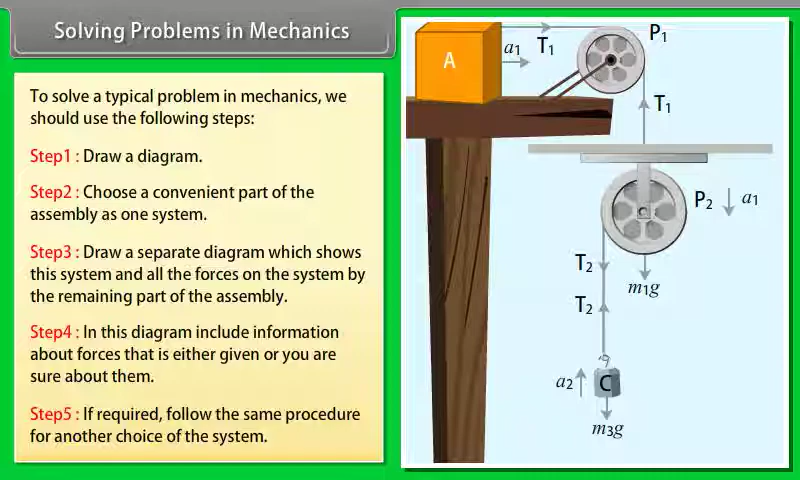 Solving Problems in Mechanics
To solve a typical problem in mechanics, we
should use the following steps:
Step1 : Draw a diagram.
Step2 : Choose a convenient part of the
assembly as one system.
Step3 : Draw a separate diagram which shows
this system and all the forces on the system by
the remaining part of the assembly.
Step4 : In this diagram include information
about forces that is either given or you are
sure about them.
Step5 : If required, follow the same procedure
for another choice of the system.
A
a₁
T₁
P₁
T₁
P₂
a₁
T₂
m₁g
T₂
a₂
C
m₃g